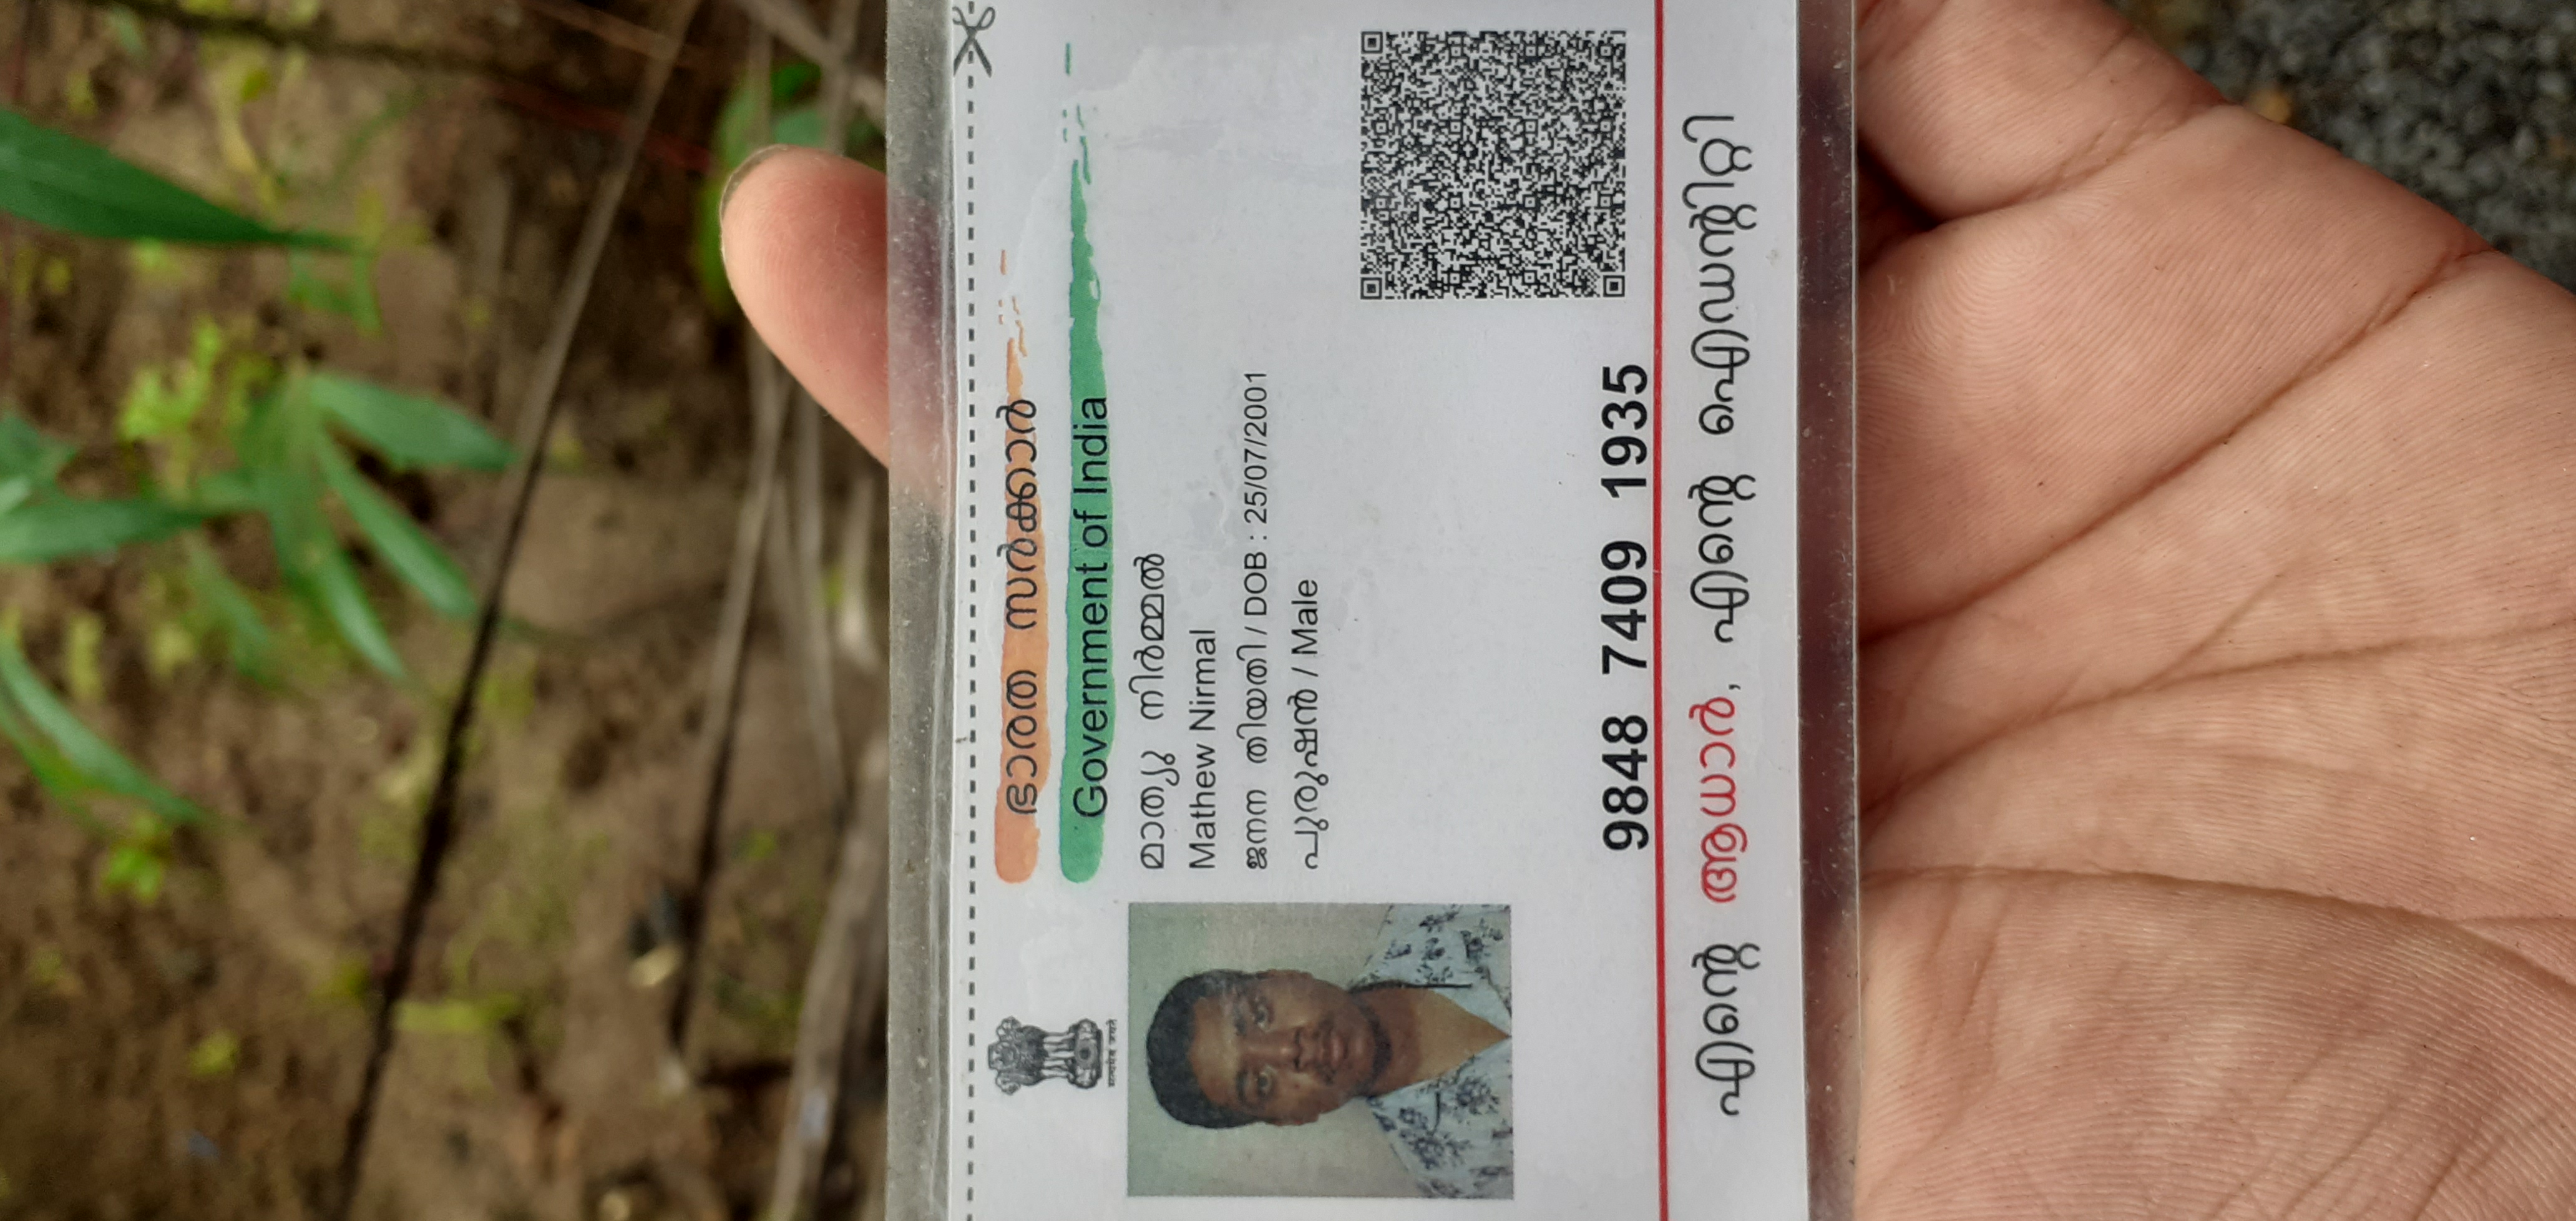 सत्यमेव जयते
ഭാരത സർക്കാർ
Government of India
മാത്യു നിർമ്മൽ
Mathew Nirmal
ജനന തിയതി / DOB : 25/07/2001
പുരുഷൻ / Male
9848 7409 1935
എന്റെ ആധാർ, എന്റെ ഐഡന്റിറ്റി